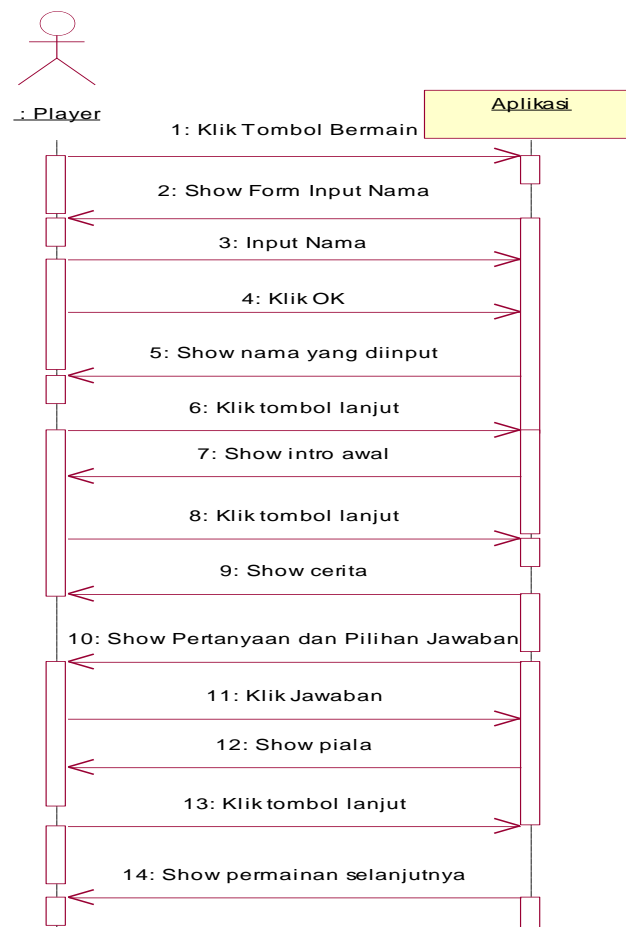 : Player
Aplikasi
1: Klik Tombol Bermain
2: Show Form Input Nama
3: Input Nama
4: Klik OK
5: Show nama yang diinput
6: Klik tombol lanjut
7: Show intro awal
8: Klik tombol lanjut
9: Show cerita
10: Show Pertanyaan dan Pilihan Jawaban
11: Klik Jawaban
12: Show piala
13: Klik tombol lanjut
14: Show permainan selanjutnya